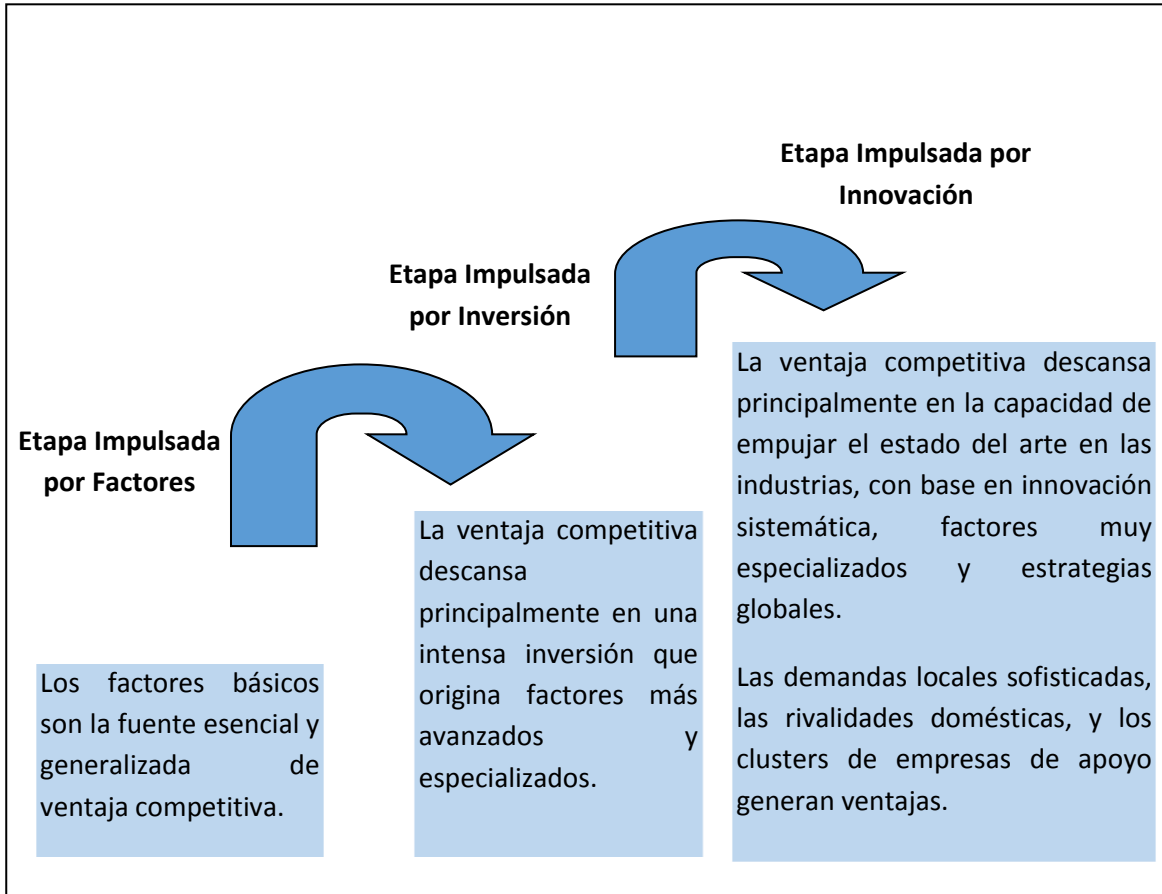 Etapa Impulsada
por Factores
Los factores básicos
son la fuente esencial y
generalizada de
ventaja competitiva.
Etapa Impulsada
por Inversión
La ventaja competitiva
descansa
principalmente en una
intensa inversión que
origina factores más
avanzados y
especializados.
Etapa Impulsada por
Innovación
La ventaja competitiva descansa
principalmente en la capacidad de
empujar el estado del arte en las
industrias, con base en innovación
sistemática, factores muy
especializados y estrategias
globales.
Las demandas locales sofisticadas,
las rivalidades domésticas, y los
clusters de empresas de apoyo
generan ventajas.